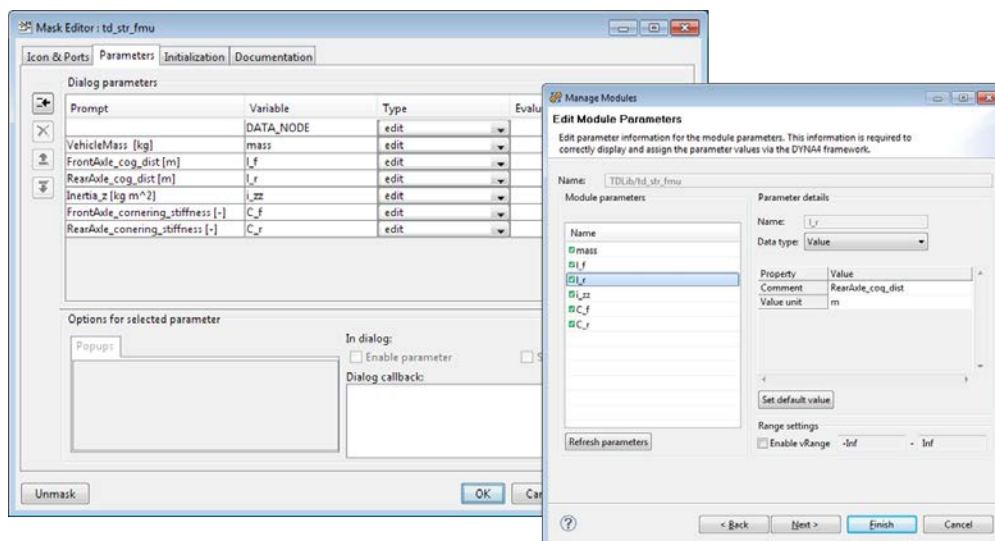 Mask Editor : td_str_fmu
Icon & Ports Parameters Initialization Documentation
Dialog parameters
Prompt Variable Type Evalu
DATA_NODE edit
VehicleMass [kg] mass edit
FrontAxle_cog_dist [m] l_f edit
RearAxle_cog_dist [m] l_r edit
Inertia_z [kg m^2] i_zz edit
FrontAxle_cornering_stiffness [-] C_f edit
RearAxle_conering_stiffness [-] C_r edit
Options for selected parameter
Popups
In dialog:
Enable parameter S
Dialog callback:
Unmask OK Can
Manage Modules
Edit Module Parameters
Edit parameter information for the module parameters. This information is required to
correctly display and assign the parameter values via the DYNA4 framework.
Name: TDLib/td_str_fmu
Module parameters
Name
mass
l_f
l_r
i_zz
C_f
C_r
Refresh parameters
Parameter details
Name: l_r
Data type: Value
Property Value
Comment RearAxle_cog_dist
Value unit m
Set default value
Range settings
Enable vRange -Inf - Inf
? < Back Next > Finish Cancel